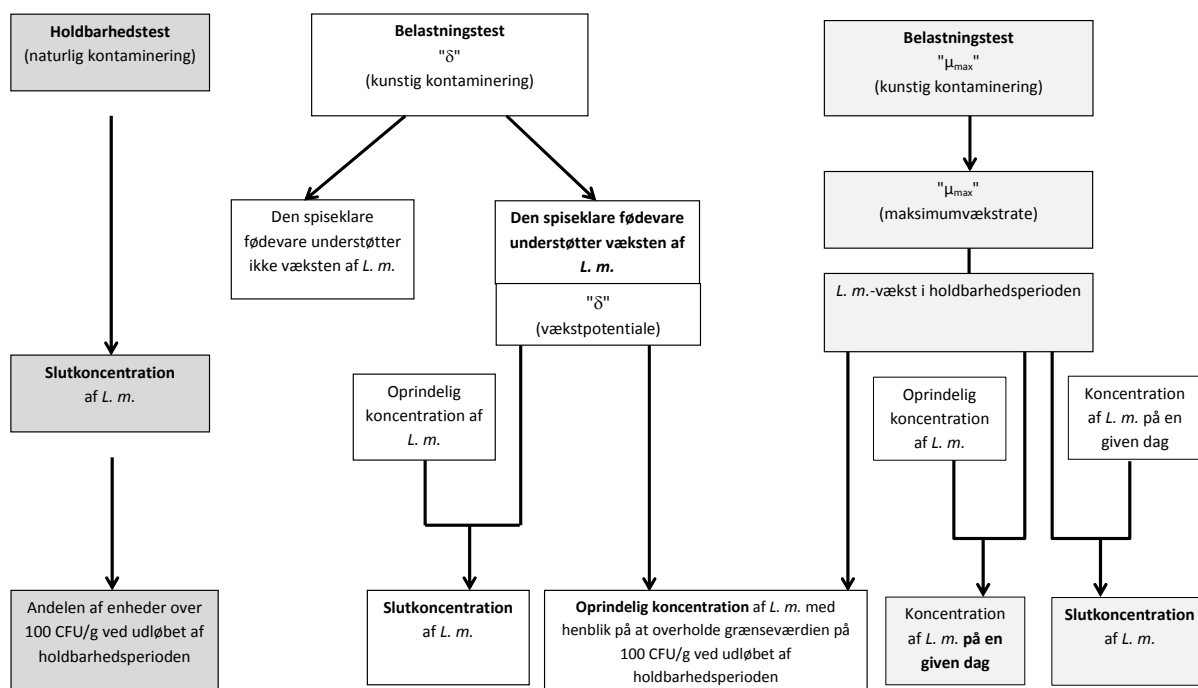 Holdbarhedstest
(naturlig kontaminering)
Slutkoncentration
af L. m.
Andelen af enheder over
100 CFU/g ved udløbet af
holdbarhedsperioden
Belastningstest
"δ"
(kunstig kontaminering)
Den spiseklare
fødevare understøtter
ikke væksten af L. m.
Den spiseklare fødevare
understøtter væksten af
L. m.
"δ"
(vækstpotentiale)
Oprindelig
koncentration af
L. m.
Slutkoncentration
af L. m.
Oprindelig koncentration af L. m. med
henblik på at overholde grænseværdien på
100 CFU/g ved udløbet af
holdbarhedsperioden
Belastningstest
"μmax"
(kunstig kontaminering)
"μmax"
(maksimumvækstrate)
L. m.-vækst i holdbarhedsperioden
Oprindelig
koncentration
af L. m.
Koncentration
af L. m. på en
given dag
Koncentration
af L. m. på en
given dag
Slutkoncentration
af L. m.